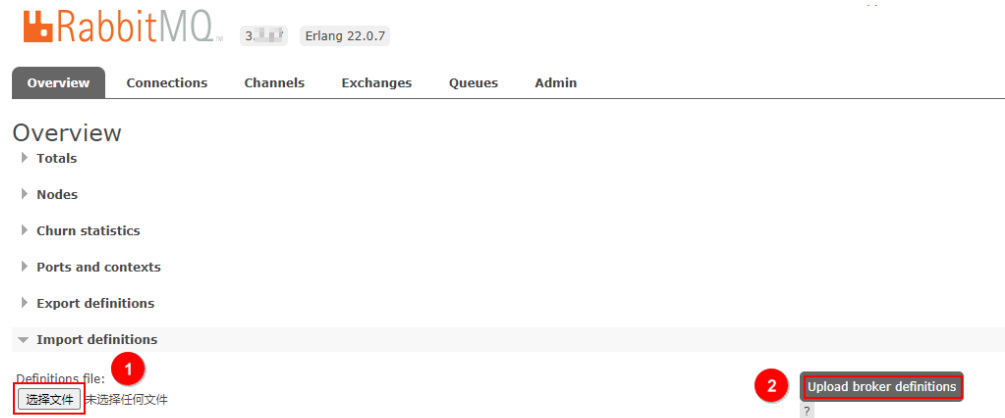 RabbitMQ
Erlang 22.0.7
Overview Connections Channels Exchanges Queues Admin
Overview
Totals
Nodes
Churn statistics
Ports and contexts
Export definitions
Import definitions
Definitions file:
1
选择文件 未选择任何文件
2
Upload broker definitions
?